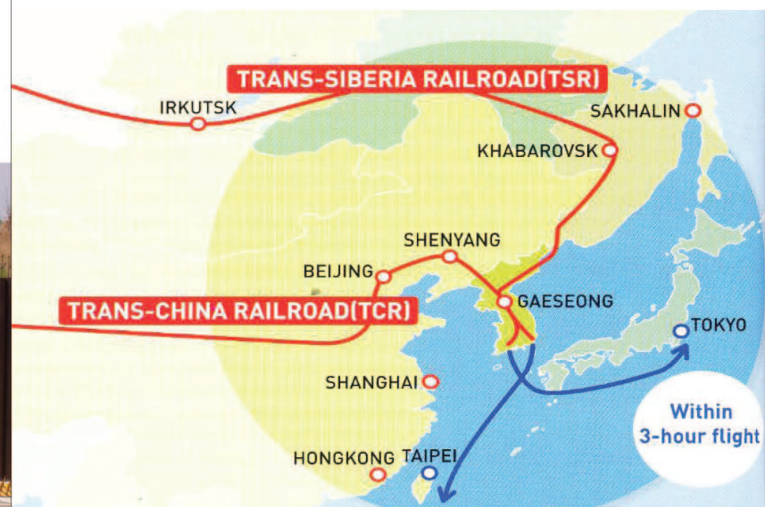 TRANS-SIBERIA RAILROAD(TSR)
IRKUTSK
SAKHALIN
KHABAROVSK
SHENYANG
BEIJING
GAESEONG
TRANS-CHINA RAILROAD(TCR)
TOKYO
SHANGHAI
Within
3-hour flight
HONGKONG TAIPEI